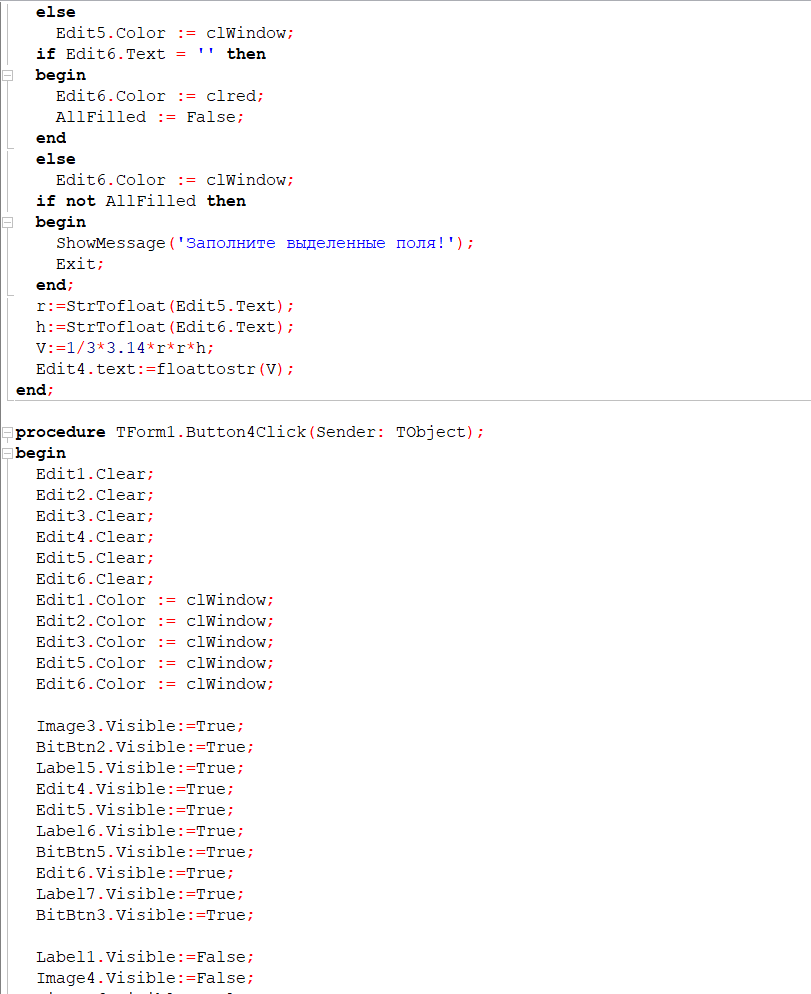 else
Edit5.Color := clWindow;
if Edit6.Text = '' then
begin
Edit6.Color := clred;
AllFilled := False;
end
else
Edit6.Color := clWindow;
if not AllFilled then
begin
ShowMessage('Заполните выделенные поля!');
Exit;
end;
r:=StrTofloat(Edit5.Text);
h:=StrTofloat(Edit6.Text);
V:=1/3*3.14*r*r*h;
Edit4.text:=floattostr(V);
end;
procedure TForm1.Button4Click(Sender: TObject);
begin
Edit1.Clear;
Edit2.Clear;
Edit3.Clear;
Edit4.Clear;
Edit5.Clear;
Edit6.Clear;
Edit1.Color := clWindow;
Edit2.Color := clWindow;
Edit3.Color := clWindow;
Edit5.Color := clWindow;
Edit6.Color := clWindow;
Image3.Visible:=True;
BitBtn2.Visible:=True;
Label5.Visible:=True;
Edit4.Visible:=True;
Edit5.Visible:=True;
Label6.Visible:=True;
BitBtn5.Visible:=True;
Edit6.Visible:=True;
Label7.Visible:=True;
BitBtn3.Visible:=True;
Label1.Visible:=False;
Image4.Visible:=False;